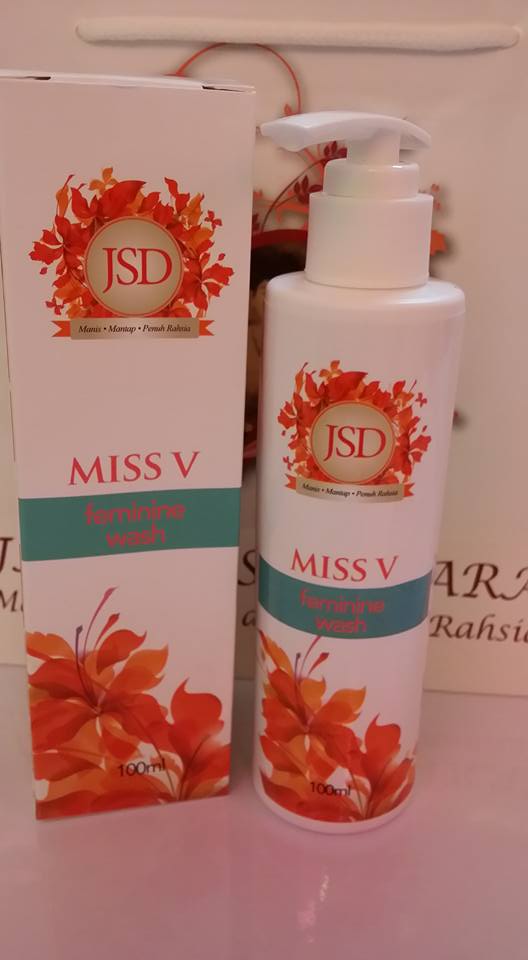 JSD
Manis • Mantap • Penuh Rahsia
MISS V
feminine
wash
100ml
JSD
Manis • Mantap • Penuh Rahsia
MISS V
feminine
wash
100ml
Rahsia